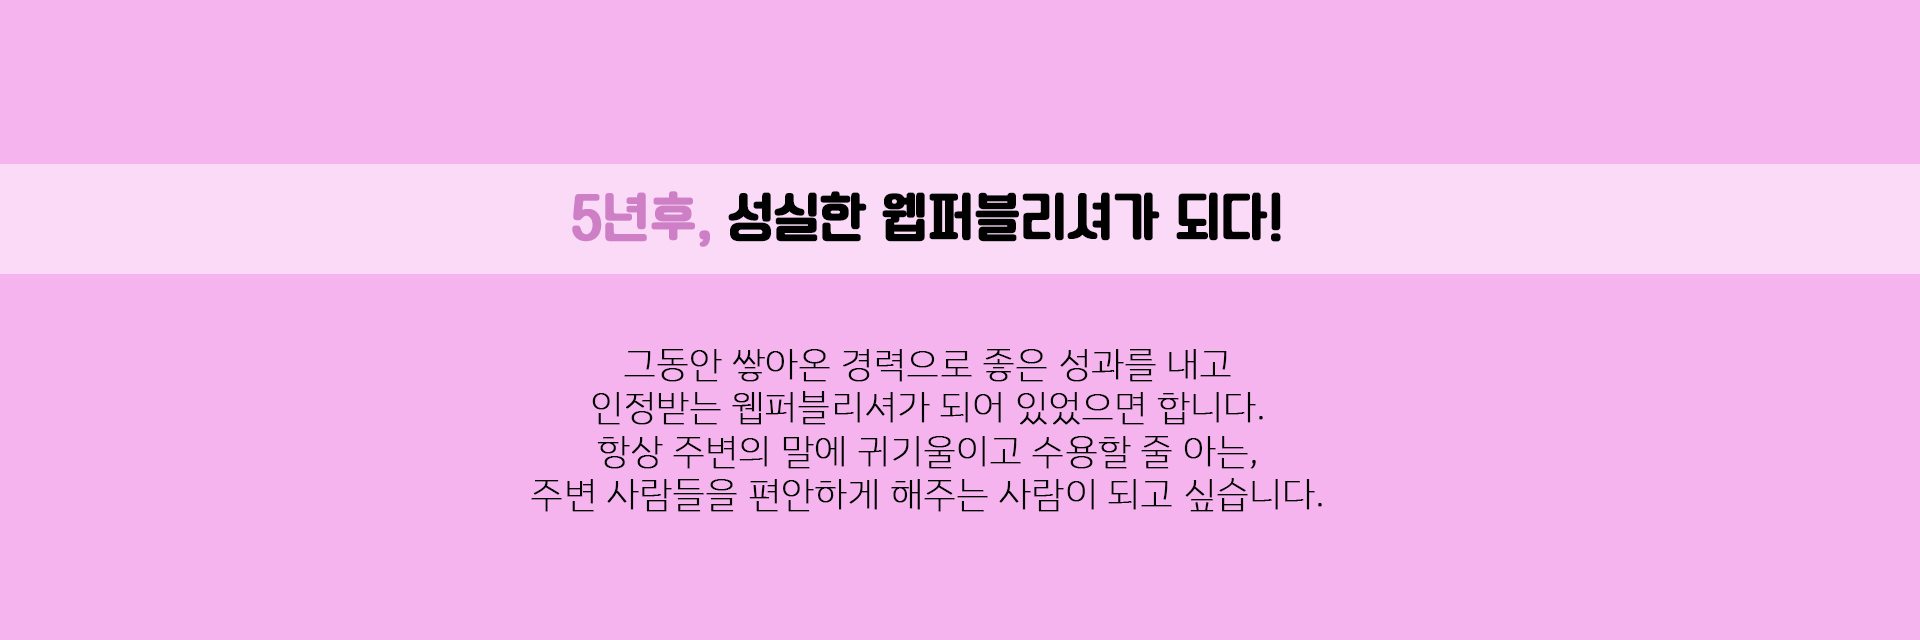 5년후, 성실한 웹퍼블리셔가 되다!
그동안 쌓아온 경력으로 좋은 성과를 내고
인정받는 웹퍼블리셔가 되어 있었으면 합니다.
항상 주변의 말에 귀기울이고 수용할 줄 아는,
주변 사람들을 편안하게 해주는 사람이 되고 싶습니다.